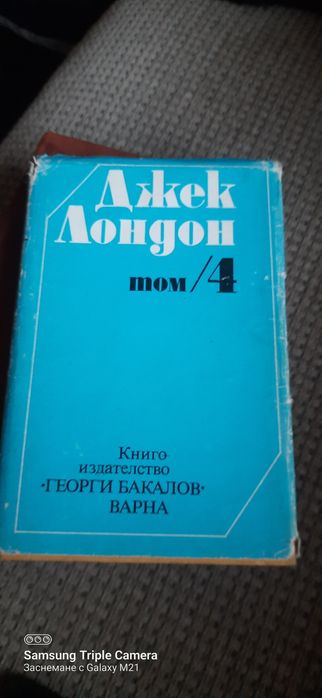 Джек
Лондон
том/4
Книго-
издателство
•ГЕОРГИ БАКАЛОВ•
ВАРНА
Samsung Triple Camera
Заснемане с Galaxy M21